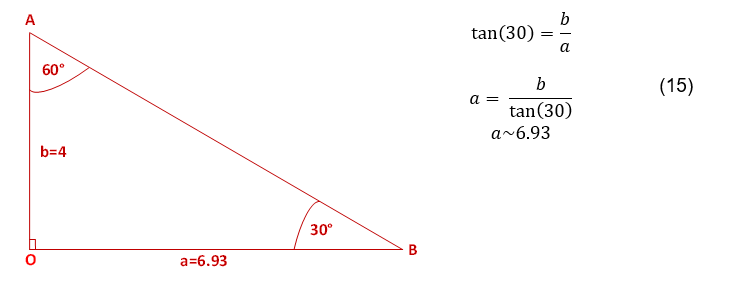 A
60°
b=4
30°
O
a=6.93
B
tan(30) = b/a
a = b/tan(30)
a~6.93
(15)